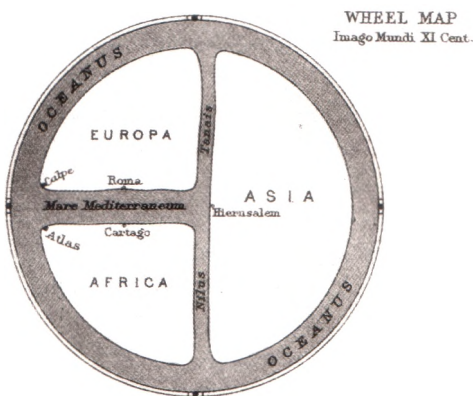 WHEEL MAP
Imago Mundi XI Cent.
OCEANUS
EUROPA
Tanais
Calpe
Roma
ASIA
Mare Mediterraneum
Hierusalem
Atlas
Cartago
AFRICA
Nilus
OCEANUS